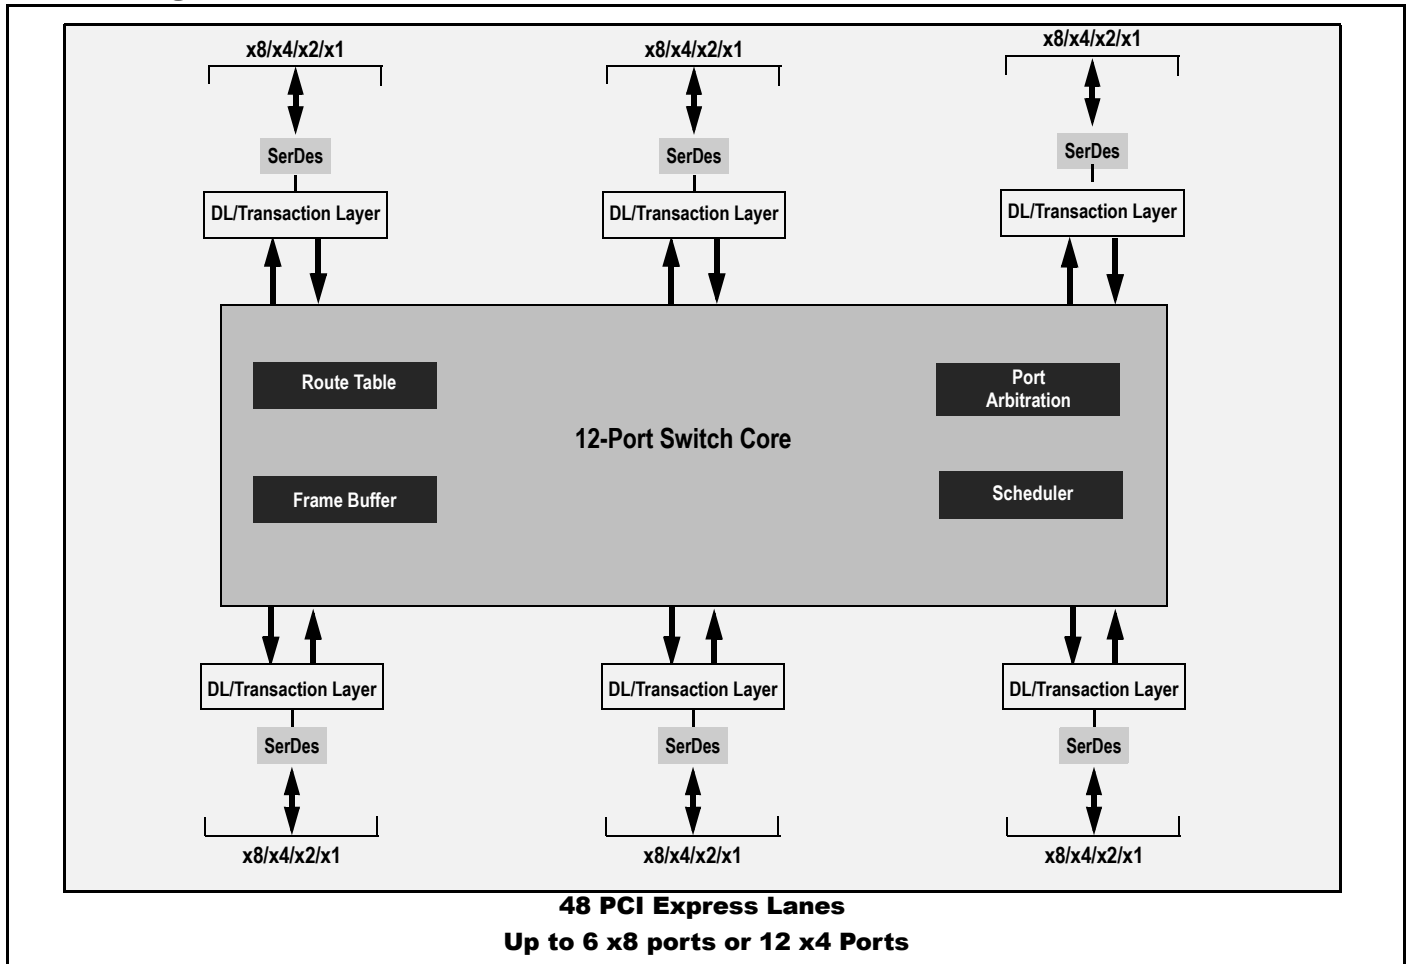 x8/x4/x2/x1
x8/x4/x2/x1
x8/x4/x2/x1
SerDes
SerDes
SerDes
DL/Transaction Layer
DL/Transaction Layer
DL/Transaction Layer
Route Table
Port
Arbitration
12-Port Switch Core
Frame Buffer
Scheduler
DL/Transaction Layer
DL/Transaction Layer
DL/Transaction Layer
SerDes
SerDes
SerDes
x8/x4/x2/x1
x8/x4/x2/x1
x8/x4/x2/x1
48 PCI Express Lanes
Up to 6 x8 ports or 12 x4 Ports